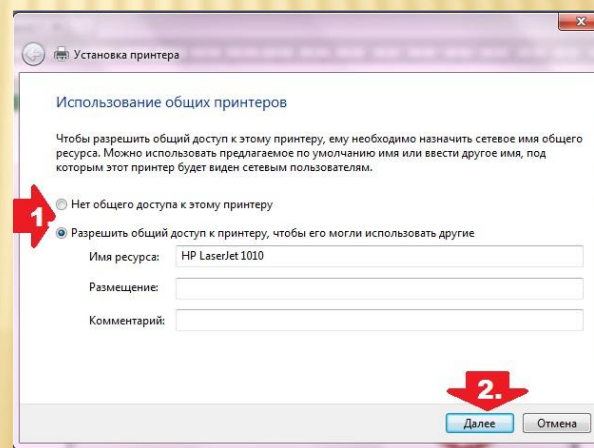 Установка принтера
Использование общих принтеров
Чтобы разрешить общий доступ к этому принтеру, ему необходимо назначить сетевое имя общего
ресурса. Можно использовать предлагаемое по умолчанию имя или ввести другое имя, под
которым этот принтер будет виден сетевым пользователям.
Нет общего доступа к этому принтеру
1.
Разрешить общий доступ к принтеру, чтобы его могли использовать другие
Имя ресурса: HP LaserJet 1010
Размещение:
Комментарий:
2.
Далее Отмена